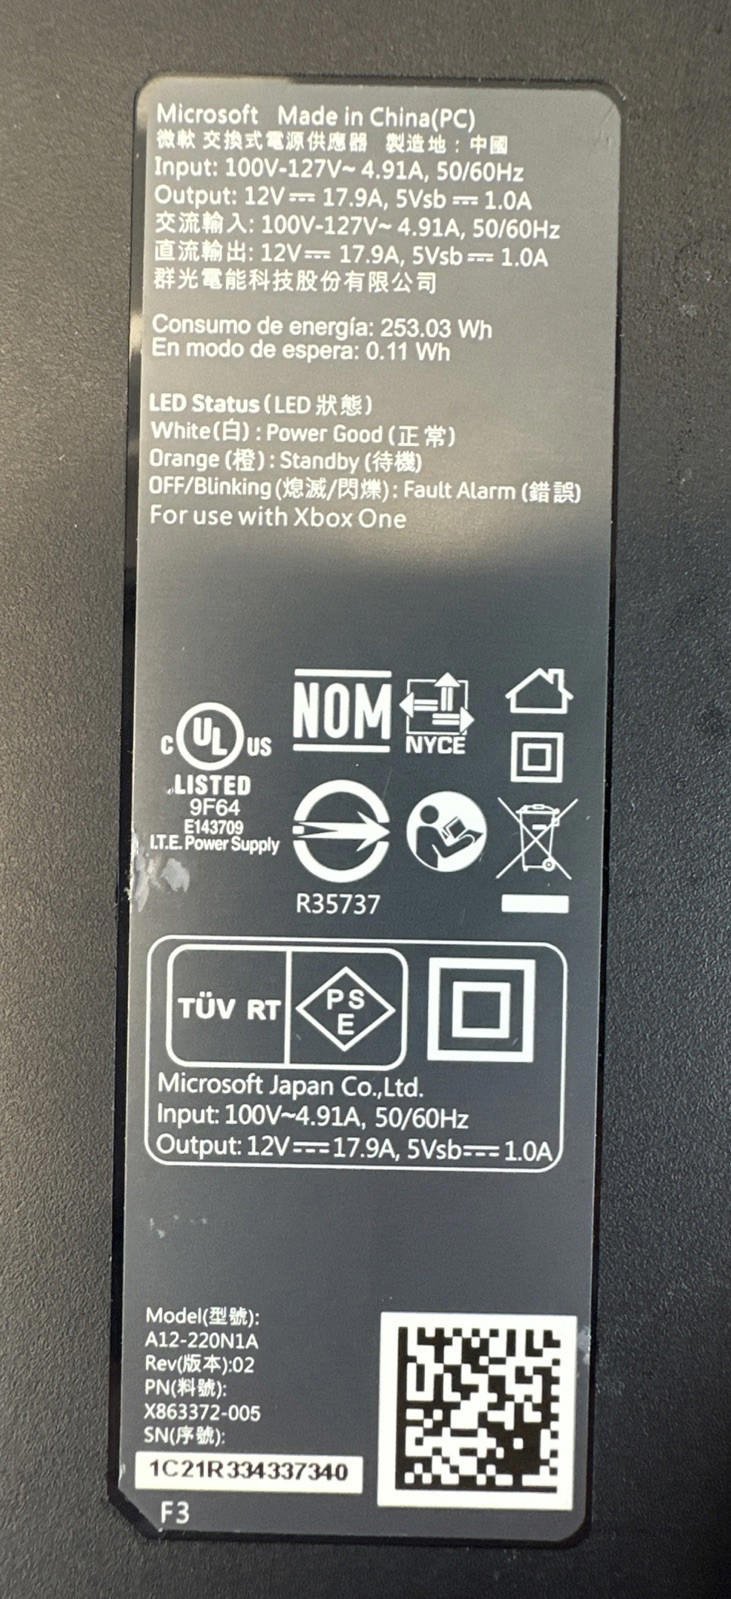 Microsoft Made in China(PC)
微軟 交換式電源供應器 製造地：中國
Input: 100V-127V~ 4.91A, 50/60Hz
Output: 12V⎓ 17.9A, 5Vsb ⎓ 1.0A
交流輸入: 100V-127V~ 4.91A, 50/60Hz
直流輸出: 12V⎓ 17.9A, 5Vsb⎓ 1.0A
群光電能科技股份有限公司
Consumo de energía: 253.03 Wh
En modo de espera: 0.11 Wh
LED Status (LED 狀態)
White(白) : Power Good (正常)
Orange (橙) : Standby (待機)
OFF/Blinking (熄滅/閃爍) : Fault Alarm (錯誤)
For use with Xbox One
NOM
NYCE
C UL US
LISTED
9F64
E143709
I.T.E. Power Supply
R35737
TÜV RT
PS
E
Microsoft Japan Co.,Ltd.
Input: 100V~4.91A, 50/60Hz
Output: 12V⎓17.9A, 5Vsb⎓1.0A
Model(型號):
A12-220N1A
Rev(版本):02
PN(料號):
X863372-005
SN(序號):
1C21R334337340
F3